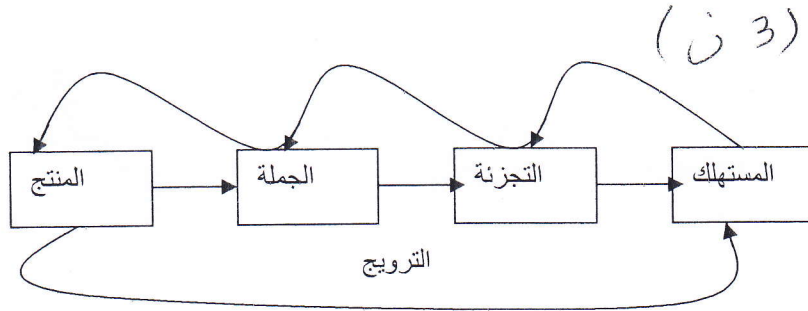 (3 ن)
المستهلك التجزئة الجملة المنتج
الترويج